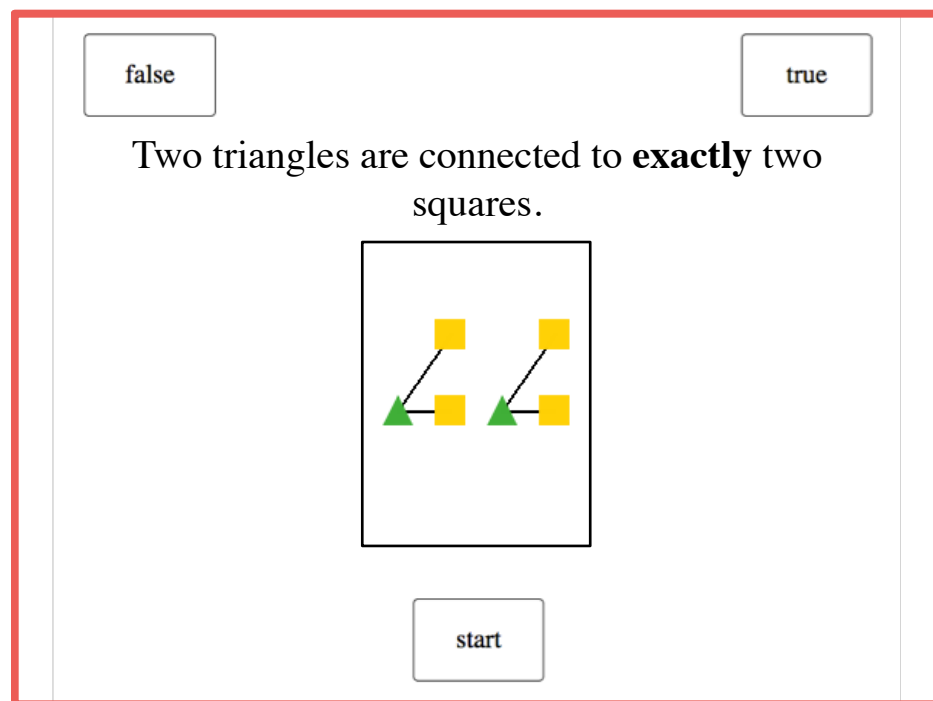 false
true
Two triangles are connected to exactly two
squares.
start